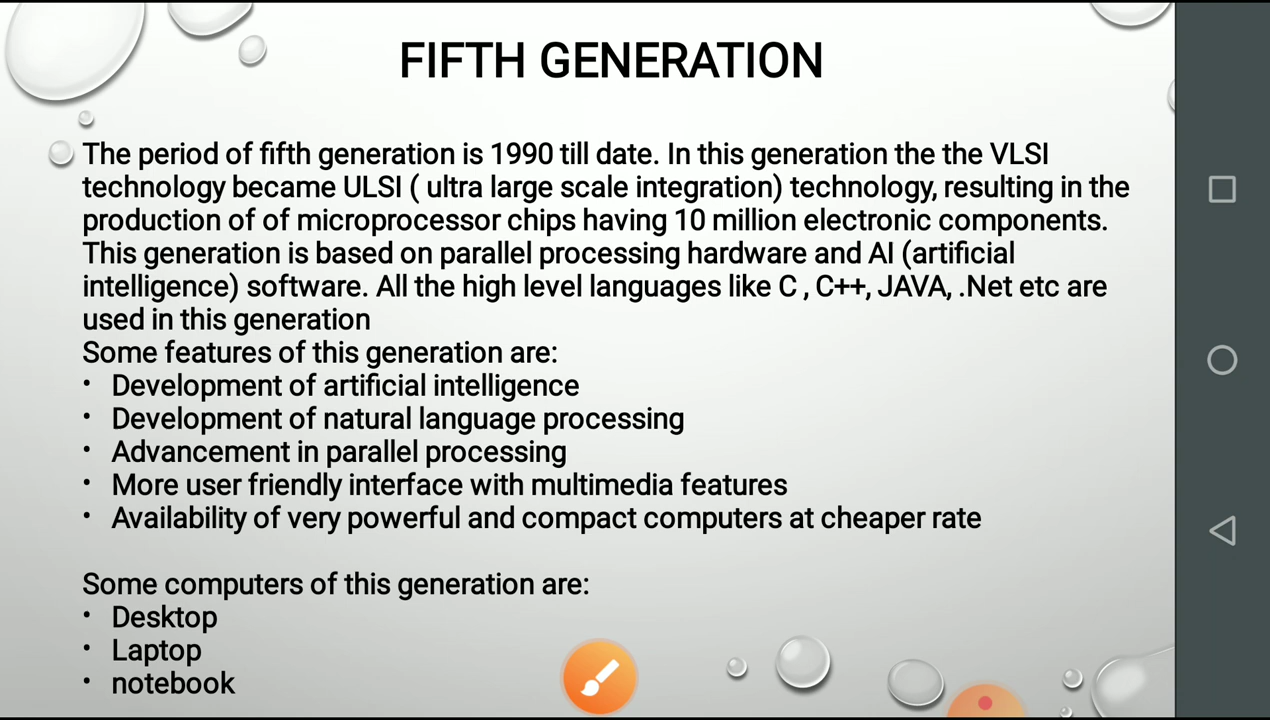 FIFTH GENERATION
The period of fifth generation is 1990 till date. In this generation the the VLSI
technology became ULSI ( ultra large scale integration) technology, resulting in the
production of of microprocessor chips having 10 million electronic components.
This generation is based on parallel processing hardware and AI (artificial
intelligence) software. All the high level languages like C , C++, JAVA, .Net etc are
used in this generation
Some features of this generation are:
• Development of artificial intelligence
• Development of natural language processing
• Advancement in parallel processing
• More user friendly interface with multimedia features
• Availability of very powerful and compact computers at cheaper rate
Some computers of this generation are:
• Desktop
• Laptop
• notebook